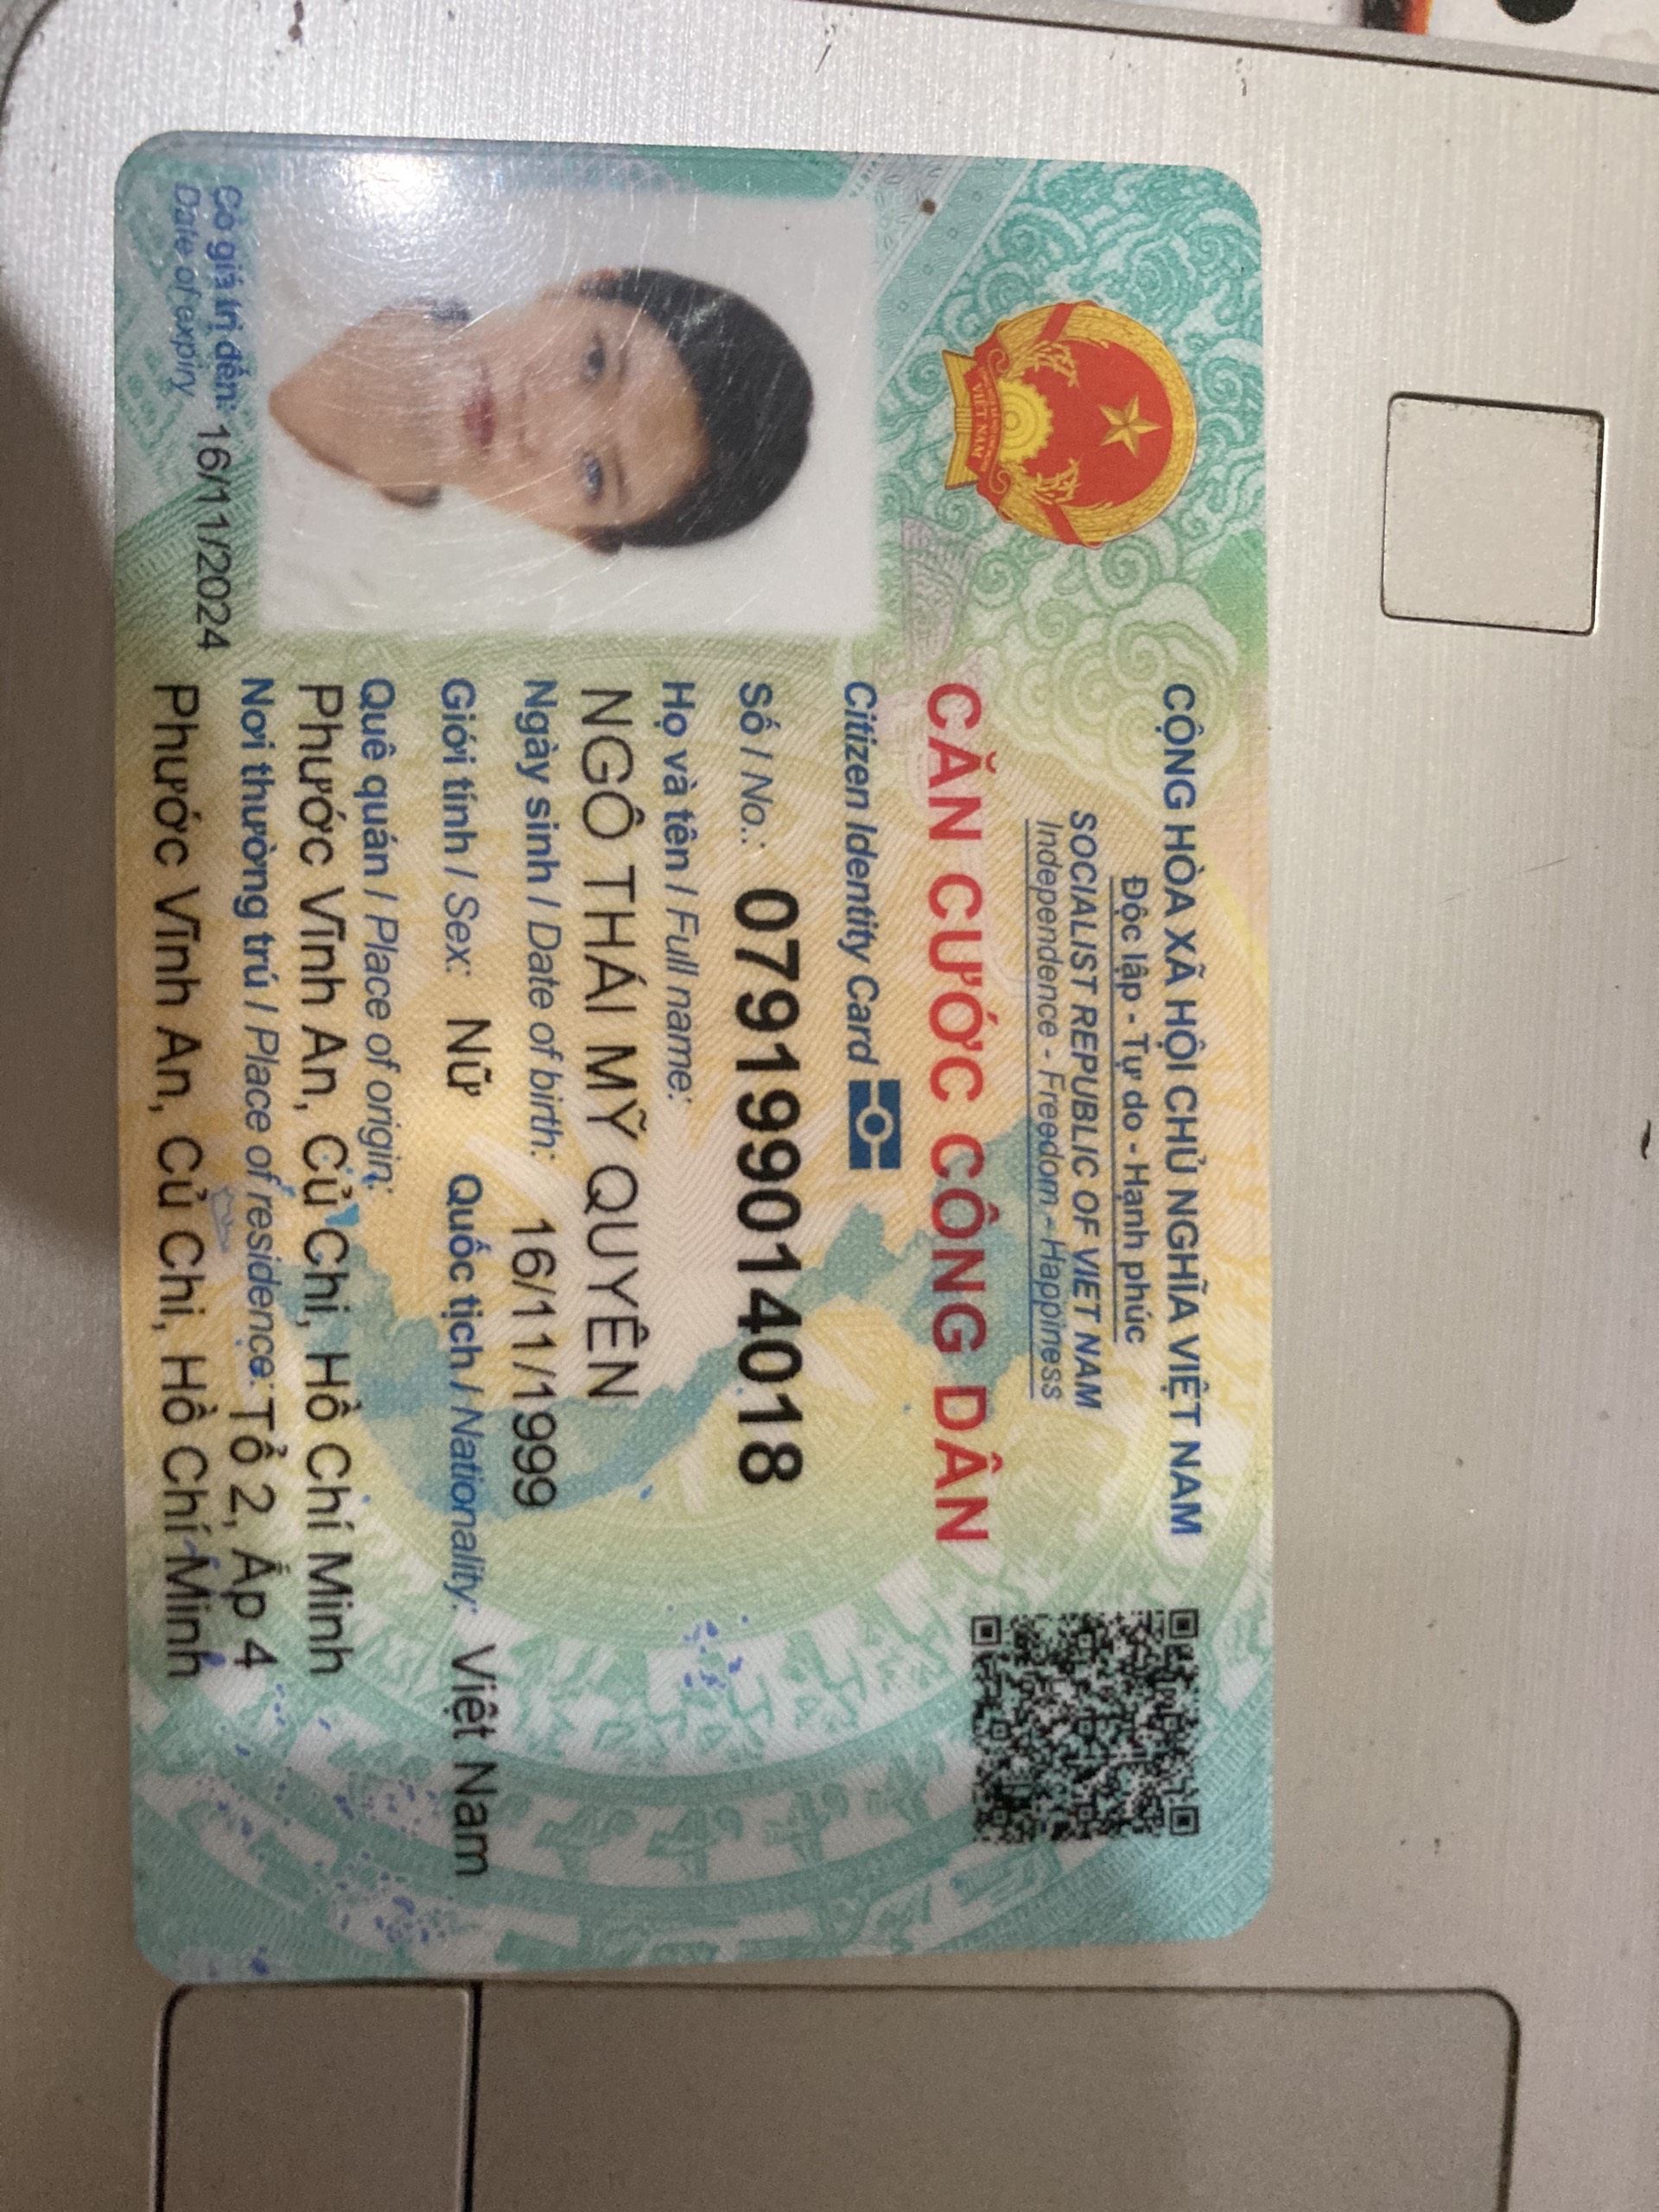 CỘNG HÒA XÃ HỘI CHỦ NGHĨA VIỆT NAM
Độc lập - Tự do - Hạnh phúc
SOCIALIST REPUBLIC OF VIET NAM
Independence - Freedom - Happiness
CĂN CƯỚC CÔNG DÂN
Citizen Identity Card
Số / No.: 079199014018
Họ và tên / Full name:
NGÔ THÁI MỸ QUYÊN
Ngày sinh / Date of birth: 16/11/1999
Giới tính / Sex: Nữ Quốc tịch / Nationality: Việt Nam
Quê quán / Place of origin:
Phước Vĩnh An, Củ Chi, Hồ Chí Minh
Nơi thường trú / Place of residence: Tổ 2, Ấp 4
Phước Vĩnh An, Củ Chi, Hồ Chí Minh
Có giá trị đến: 16/11/2024
Date of expiry
VIỆT NAM